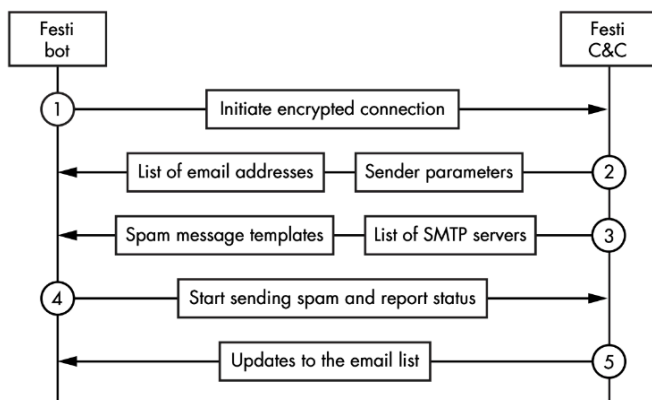 Festi
bot
Festi
C&C
1
Initiate encrypted connection
List of email addresses
Sender parameters
2
Spam message templates
List of SMTP servers
3
4
Start sending spam and report status
Updates to the email list
5